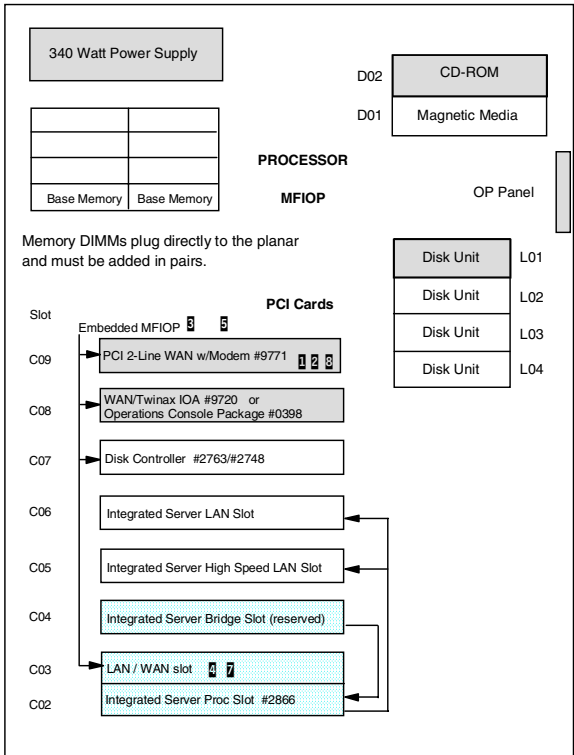 340 Watt Power Supply
D02 CD-ROM
D01 Magnetic Media
PROCESSOR
Base Memory Base Memory MFIOP
OP Panel
Memory DIMMs plug directly to the planar
and must be added in pairs.
Disk Unit L01
Disk Unit L02
Disk Unit L03
Disk Unit L04
PCI Cards
Slot
Embedded MFIOP 3 5
C09 PCI 2-Line WAN w/Modem #9771 1 2 8
C08 WAN/Twinax IOA #9720 or
Operations Console Package #0398
C07 Disk Controller #2763/#2748
C06 Integrated Server LAN Slot
C05 Integrated Server High Speed LAN Slot
C04 Integrated Server Bridge Slot (reserved)
C03 LAN / WAN slot 4 7
C02 Integrated Server Proc Slot #2866